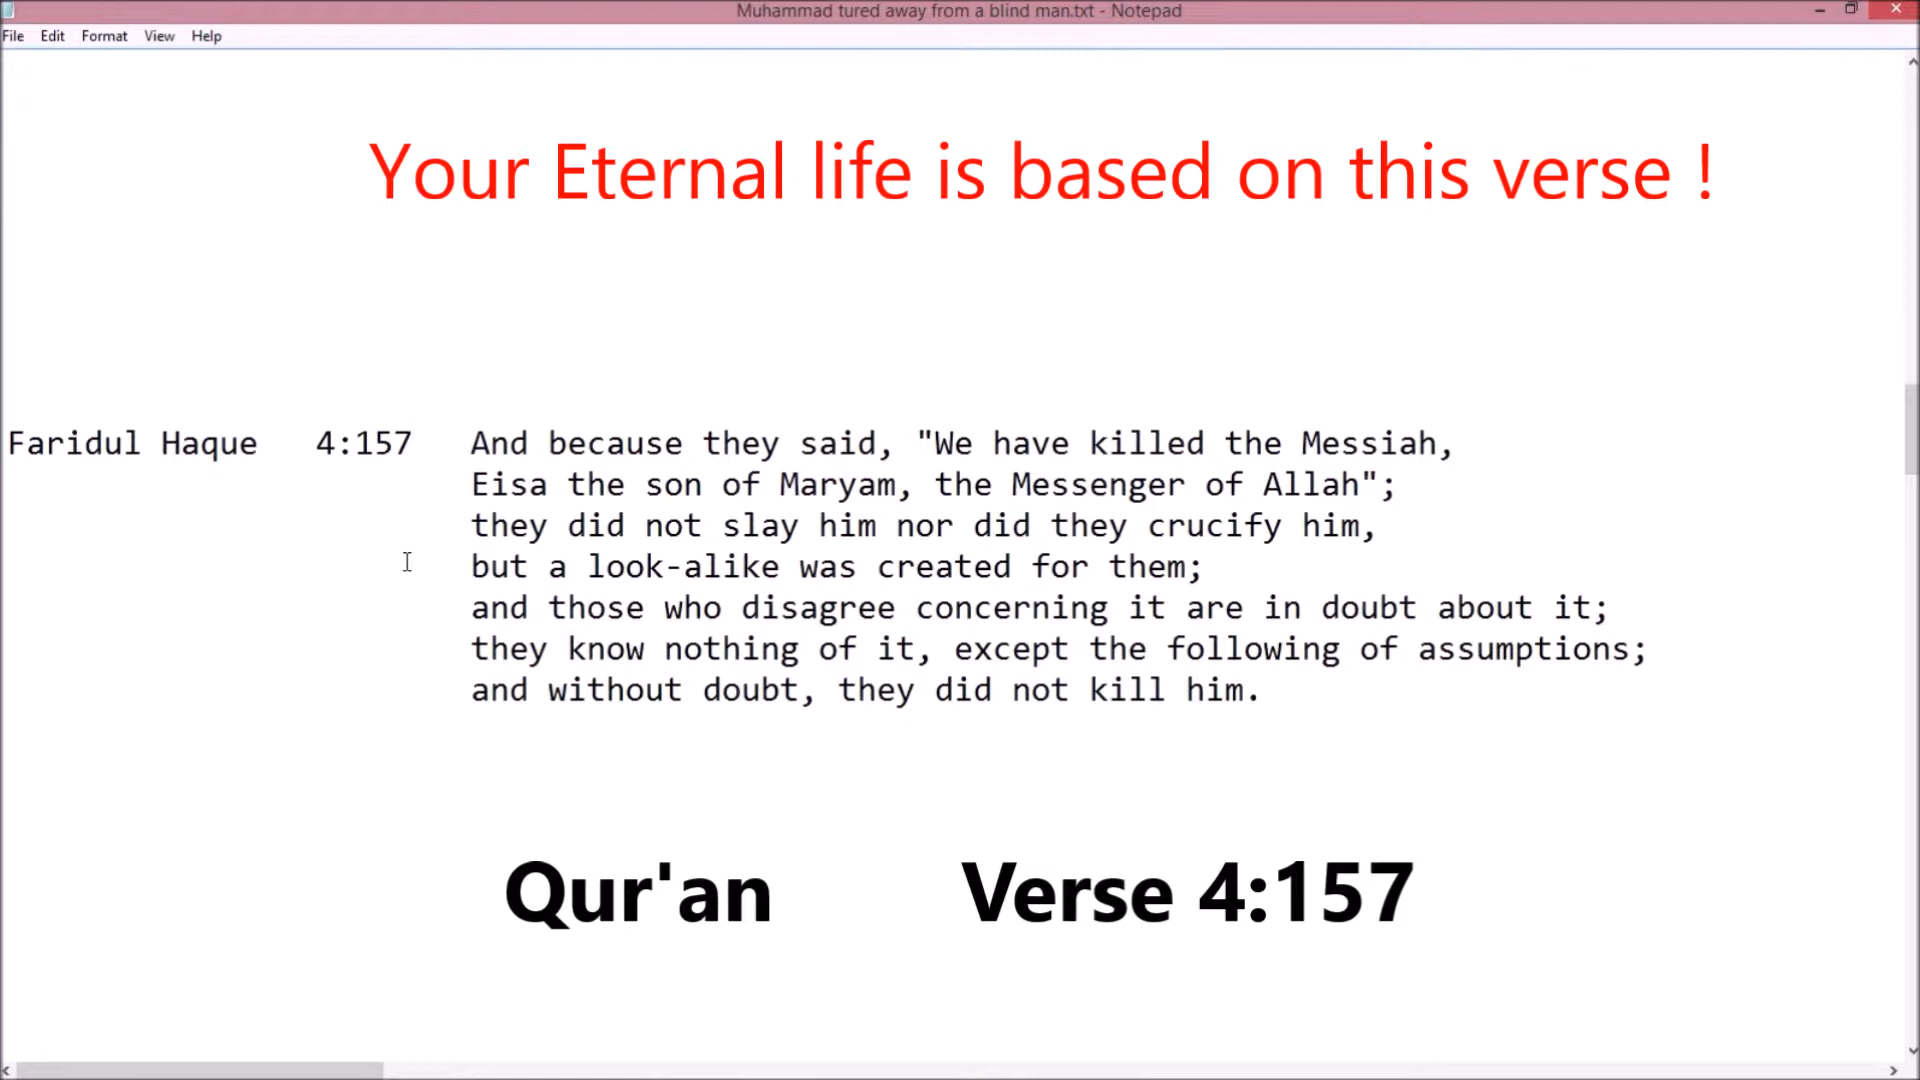 Muhammad tured away from a blind man.txt - Notepad
File Edit Format View Help
Your Eternal life is based on this verse !
Faridul Haque 4:157 And because they said, "We have killed the Messiah,
Eisa the son of Maryam, the Messenger of Allah";
they did not slay him nor did they crucify him,
but a look-alike was created for them;
and those who disagree concerning it are in doubt about it;
they know nothing of it, except the following of assumptions;
and without doubt, they did not kill him.
Qur'an Verse 4:157